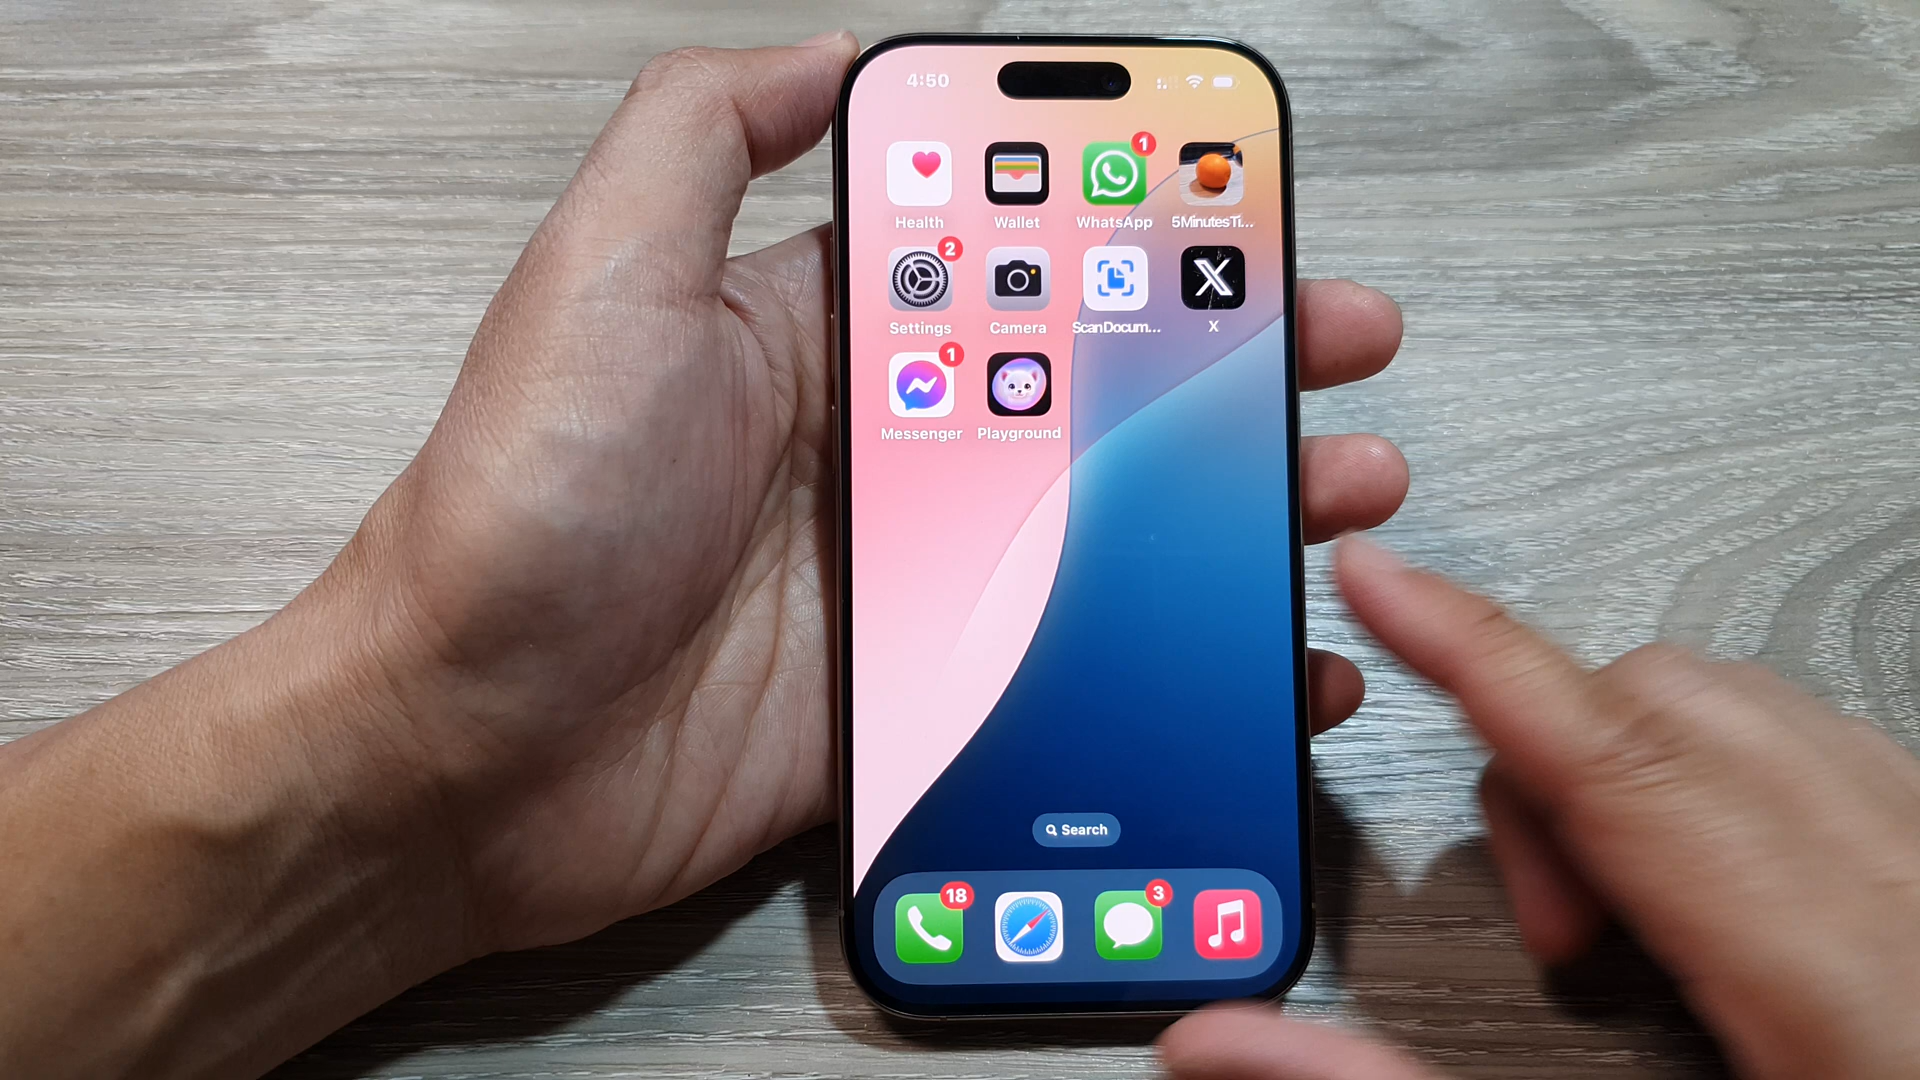 4:50
1
Health Wallet WhatsApp 5MinutesTi...
2
Settings Camera ScanDocum... X
1
Messenger Playground
Search
18 3